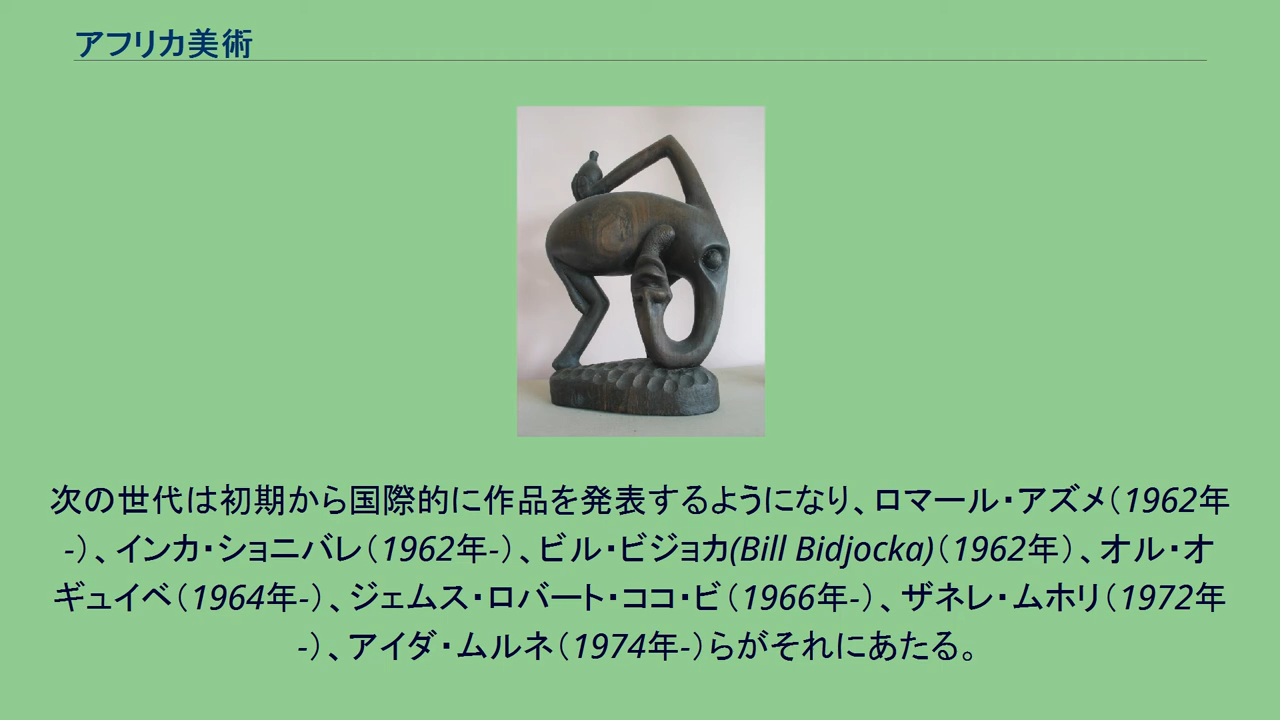 アフリカ美術
次の世代は初期から国際的に作品を発表するようになり、ロマール・アズメ（1962年
-）、インカ・ショニバレ（1962年-）、ビル・ビジョカ(Bill Bidjocka)（1962年）、オル・オ
ギュイベ（1964年-）、ジェムス・ロバート・ココ・ビ（1966年-）、ザネレ・ムホリ（1972年
-）、アイダ・ムルネ（1974年-）らがそれにあたる。